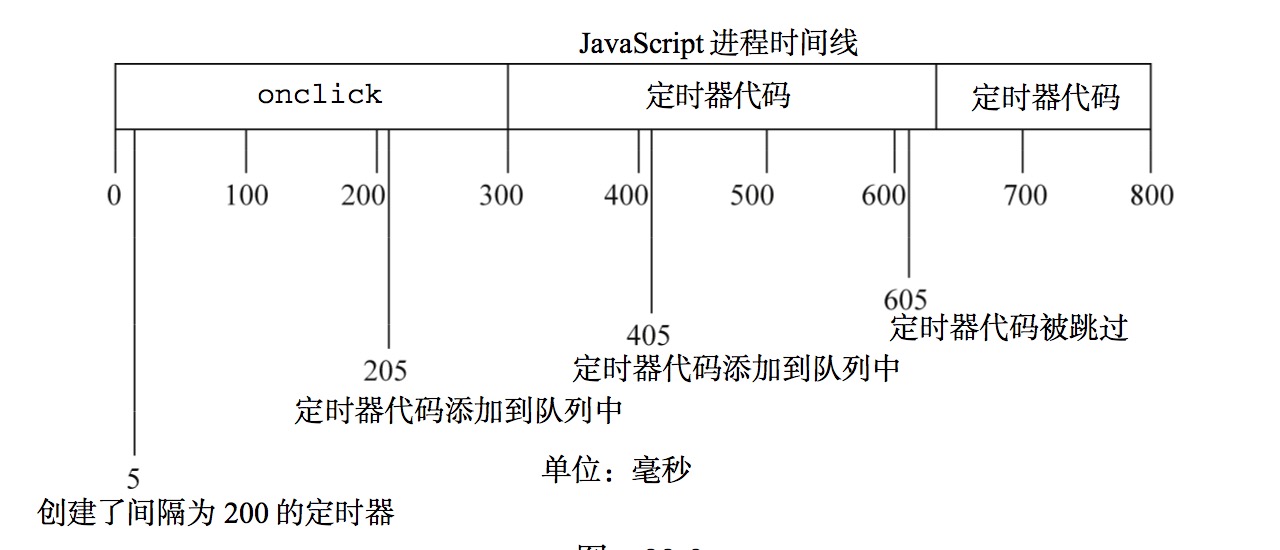 JavaScript 进程时间线
onclick 定时器代码 定时器代码
0 100 200 300 400 500 600 700 800
605
定时器代码被跳过
405
定时器代码添加到队列中
205
定时器代码添加到队列中
单位：毫秒
5
创建了间隔为 200 的定时器